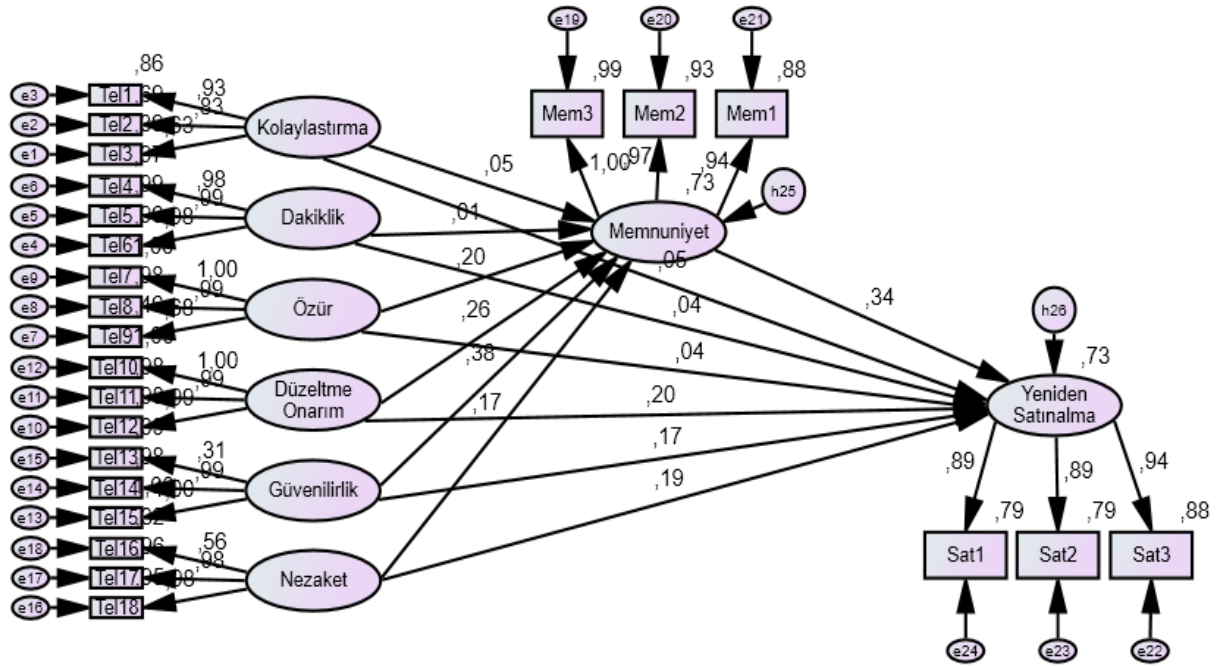 e19
e20
e21
,99
,93
,88
Mem3
Mem2
Mem1
1,00
,97
,94
,73
h25
Memnuniyet
,86
e3
Tel1
,93
e2
Tel2
,83
e1
Tel3
Kolaylastırma
,05
e6
Tel4
,98
e5
Tel5
,99
e4
Tel6
Dakiklik
,01
,05
e9
Tel7
1,00
e8
Tel8
,99
e7
Tel9
Özür
,20
,04
,34
h26
e12
Tel10
1,00
e11
Tel11
,99
e10
Tel12
Düzeltme
Onarım
,26
,04
,73
Yeniden
Satınalma
e15
Tel13
,31
e14
Tel14
,99
e13
Tel15
Güvenilirlik
,38
,20
e18
Tel16
,56
e17
Tel17
,98
e16
Tel18
Nezaket
,17
,17
,19
,89
,89
,94
,79
,79
,88
Sat1
Sat2
Sat3
e24
e23
e22